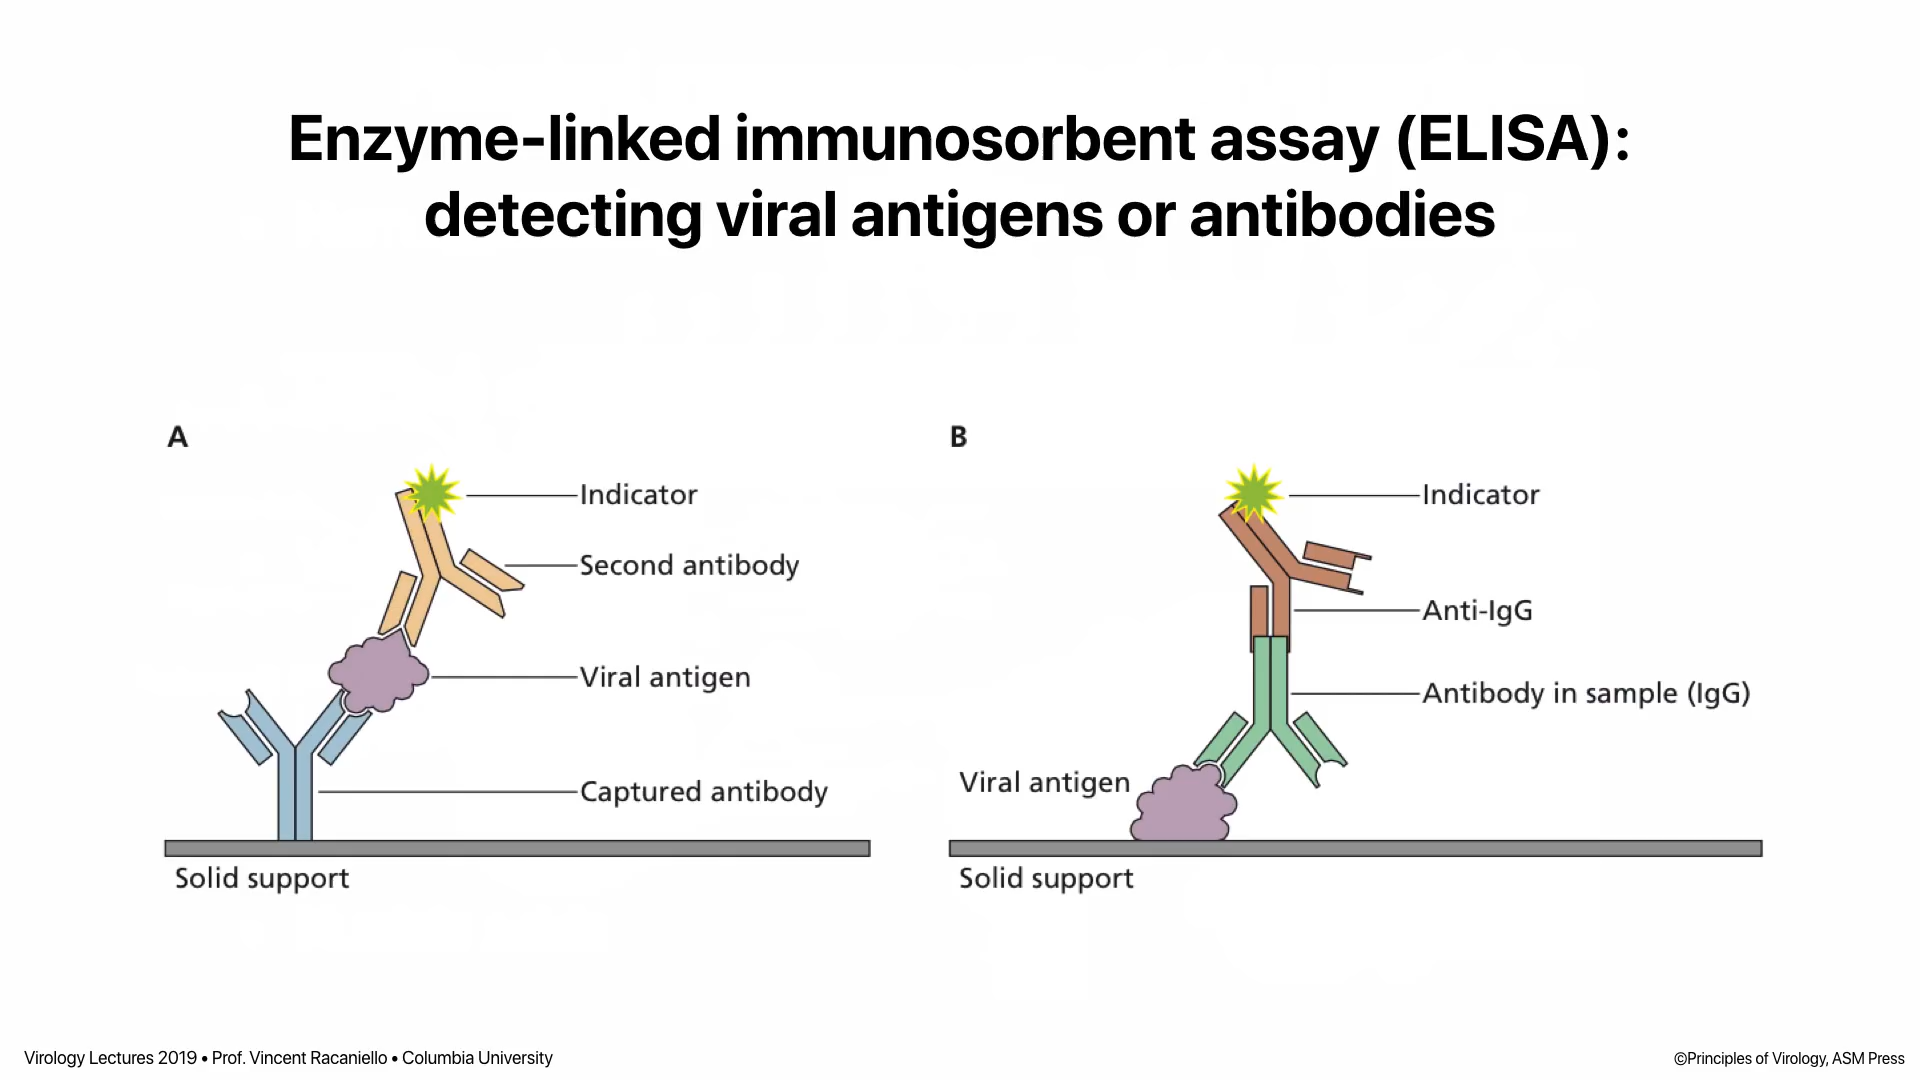 Enzyme-linked immunosorbent assay (ELISA):
detecting viral antigens or antibodies
A
Indicator
Second antibody
Viral antigen
Captured antibody
Solid support
B
Indicator
Anti-IgG
Antibody in sample (IgG)
Viral antigen
Solid support
Virology Lectures 2019 • Prof. Vincent Racaniello • Columbia University
©Principles of Virology, ASM Press